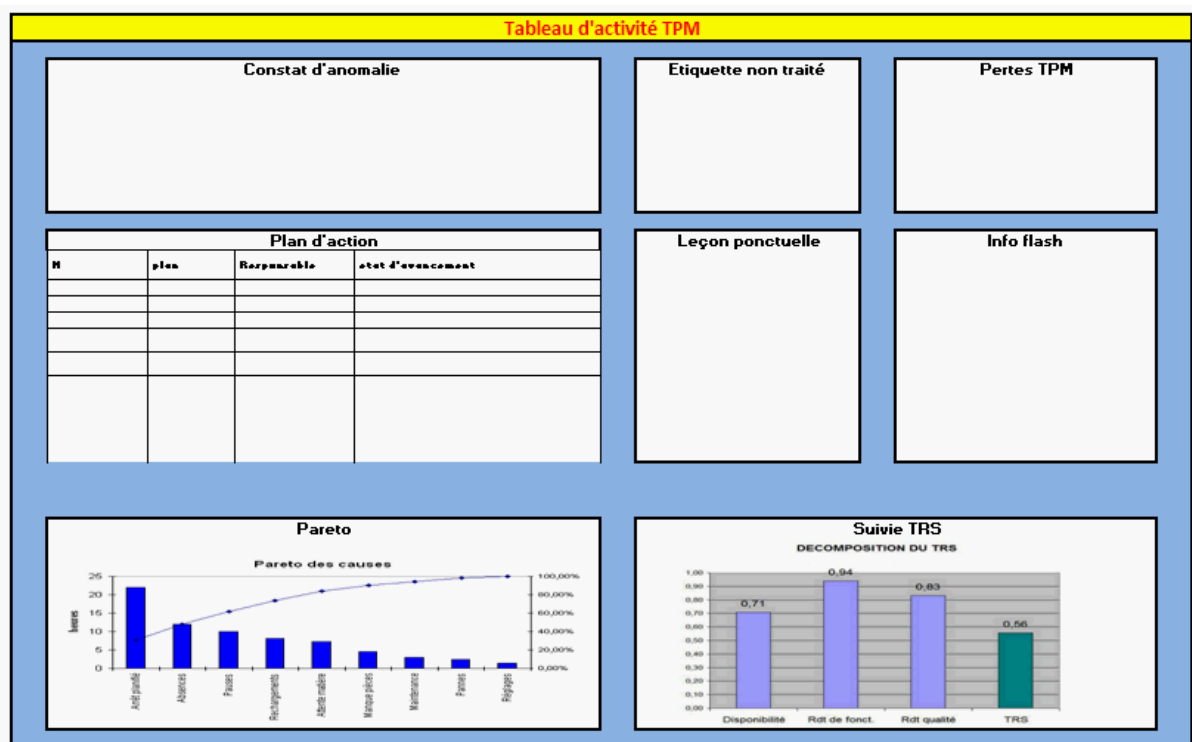 Tableau d'activité TPM
Constat d'anomalie
Etiquette non traité
Pertes TPM
Plan d'action
N
plan
Responsable
etat d'avancement
Leçon ponctuelle
Info flash
Pareto
Pareto des causes
heures
25
20
15
10
5
0
100,00%
80,00%
60,00%
40,00%
20,00%
0,00%
Arrêt planifié
Absences
Pauses
Rechargements
Attente matière
Manque pièces
Maintenance
Pannes
Réglages
Suivie TRS
DECOMPOSITION DU TRS
1,00
0,90
0,80
0,70
0,60
0,50
0,40
0,30
0,20
0,10
0,00
0,71
0,94
0,83
0,56
Disponibilité
Rdt de fonct.
Rdt qualité
TRS